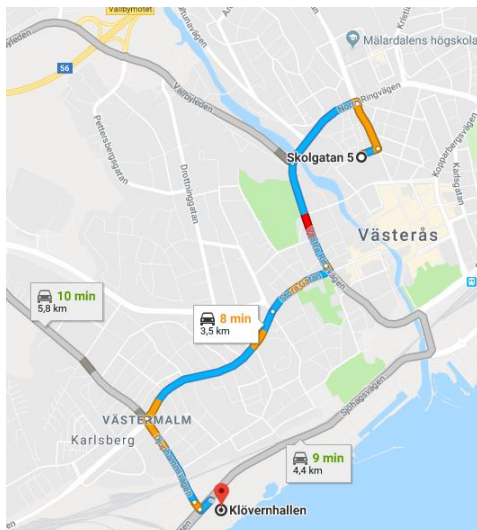 Vallbymotet
Vallbyleden
56
Pettersbergsgatan
Drottninggatan
Norra Ringvägen
Mälardalens högskola
Kopparbergsvägen
Karlsgatan
Skolgatan 5
Västerås
10 min
5,8 km
8 min
3,5 km
VÄSTERMALM
Karlsberg
Sjöhagsvägen
9 min
4,4 km
Klövernhallen